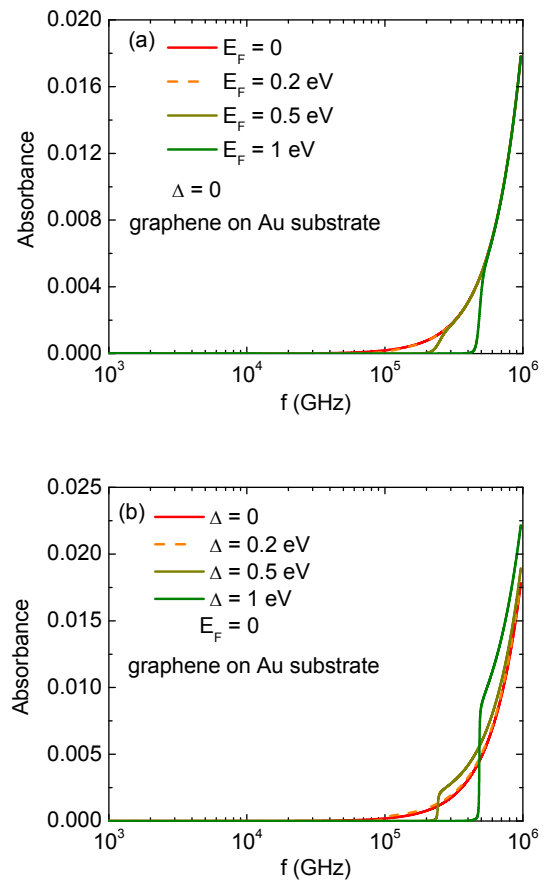 (a)
E_F = 0
E_F = 0.2 eV
E_F = 0.5 eV
E_F = 1 eV
Δ = 0
graphene on Au substrate
0.020
0.016
0.012
0.008
0.004
0.000
Absorbance
10^3 10^4 10^5 10^6
f (GHz)
(b)
Δ = 0
Δ = 0.2 eV
Δ = 0.5 eV
Δ = 1 eV
E_F = 0
graphene on Au substrate
0.025
0.020
0.015
0.010
0.005
0.000
Absorbance
10^3 10^4 10^5 10^6
f (GHz)